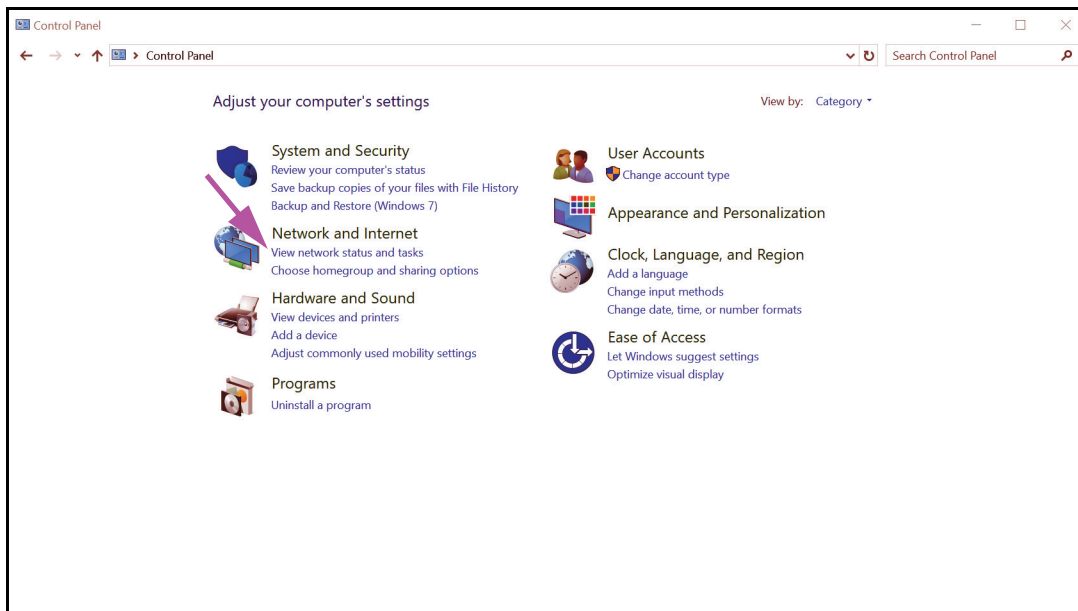 Control Panel
Control Panel
Search Control Panel
Adjust your computer's settings
View by: Category
System and Security
Review your computer's status
Save backup copies of your files with File History
Backup and Restore (Windows 7)
Network and Internet
View network status and tasks
Choose homegroup and sharing options
Hardware and Sound
View devices and printers
Add a device
Adjust commonly used mobility settings
Programs
Uninstall a program
User Accounts
Change account type
Appearance and Personalization
Clock, Language, and Region
Add a language
Change input methods
Change date, time, or number formats
Ease of Access
Let Windows suggest settings
Optimize visual display